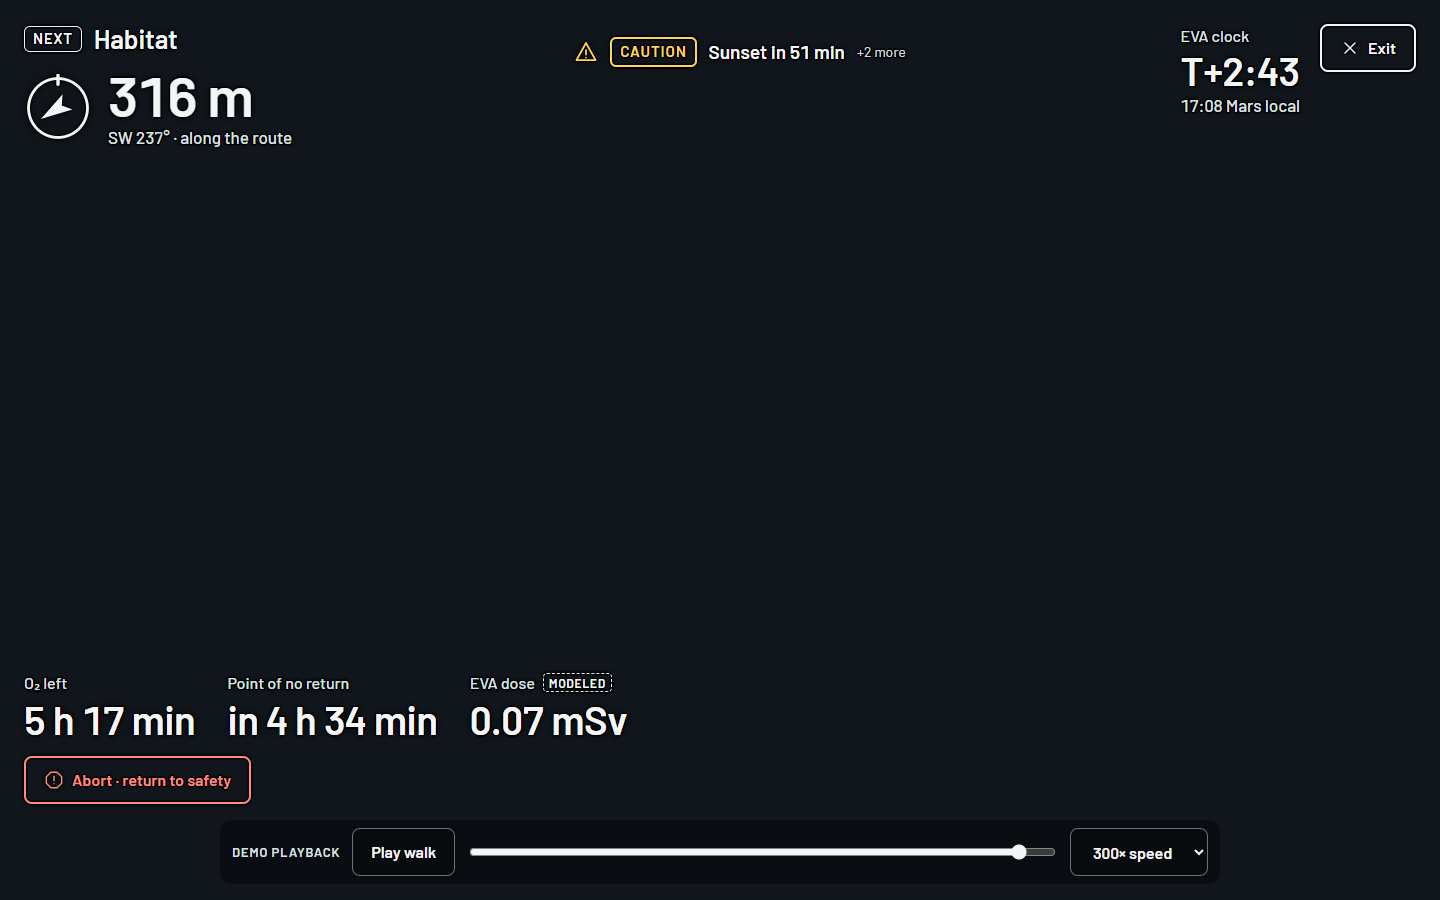 NEXT Habitat
316 m
SW 237° · along the route
CAUTION Sunset in 51 min +2 more
EVA clock
T+2:43
17:08 Mars local
Exit
O₂ left
5 h 17 min
Point of no return
in 4 h 34 min
EVA dose MODELED
0.07 mSv
Abort · return to safety
DEMO PLAYBACK Play walk 300× speed